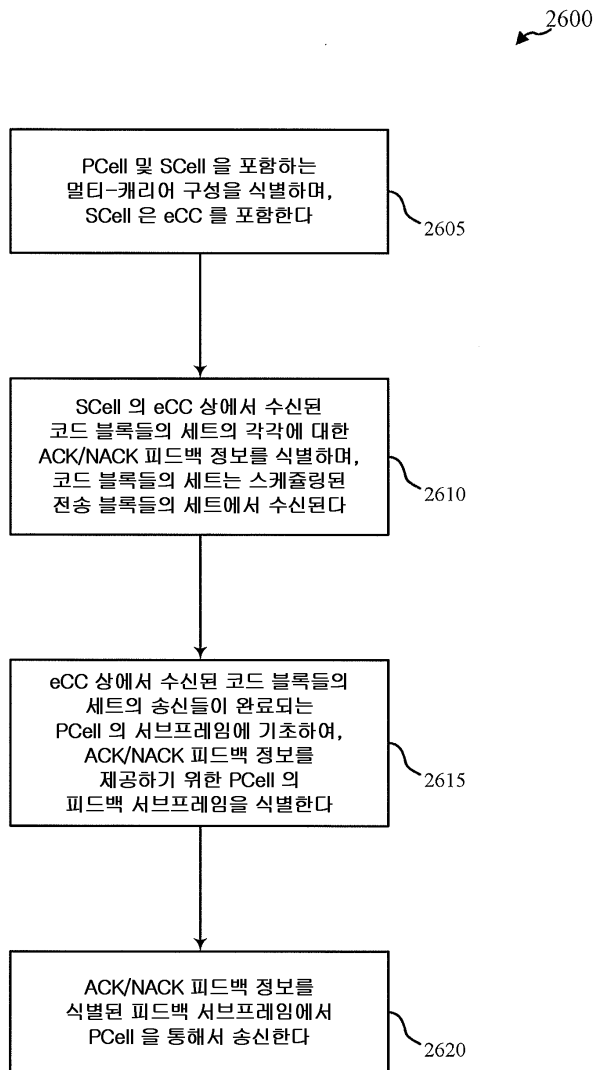 2600
PCell 및 SCell 을 포함하는
멀티-캐리어 구성을 식별하며,
SCell 은 eCC 를 포함한다
2605
SCell 의 eCC 상에서 수신된
코드 블록들의 세트의 각각에 대한
ACK/NACK 피드백 정보를 식별하며,
코드 블록들의 세트는 스케쥴링된
전송 블록들의 세트에서 수신된다
2610
eCC 상에서 수신된 코드 블록들의
세트의 송신들이 완료되는
PCell 의 서브프레임에 기초하여,
ACK/NACK 피드백 정보를
제공하기 위한 PCell 의
피드백 서브프레임을 식별한다
2615
ACK/NACK 피드백 정보를
식별된 피드백 서브프레임에서
PCell 을 통해서 송신한다
2620